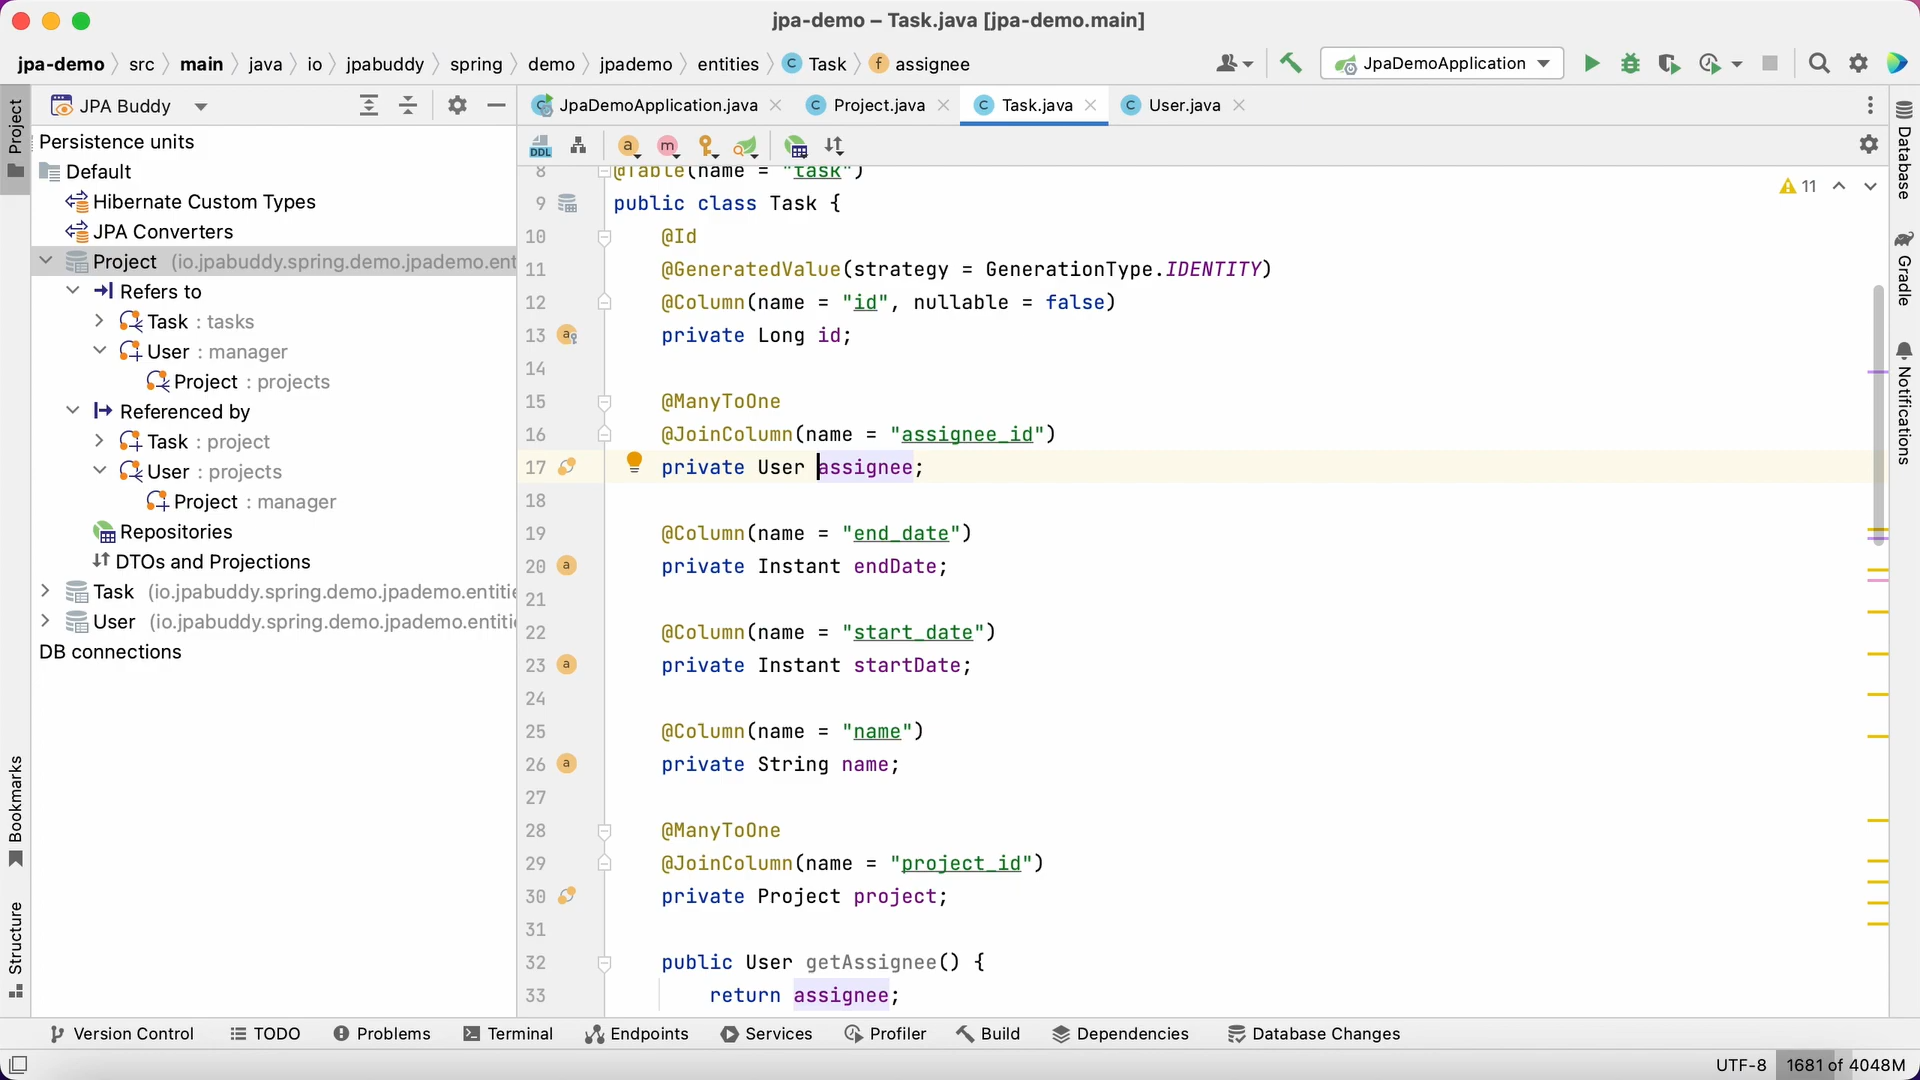 jpa-demo – Task.java [jpa-demo.main]
jpa-demo src main java io jpabuddy spring demo jpademo entities C Task f assignee
JpaDemoApplication
Project
JPA Buddy
JpaDemoApplication.java
C Project.java
C Task.java
C User.java
DDL
a
m
Persistence units
Default
Hibernate Custom Types
JPA Converters
Project (io.jpabuddy.spring.demo.jpademo.ent
Refers to
Task : tasks
User : manager
Project : projects
Referenced by
Task : project
User : projects
Project : manager
Repositories
DTOs and Projections
Task (io.jpabuddy.spring.demo.jpademo.entiti
User (io.jpabuddy.spring.demo.jpademo.entiti
DB connections
11
8 @Table(name = "task")
9 public class Task {
10 @Id
11 @GeneratedValue(strategy = GenerationType.IDENTITY)
12 @Column(name = "id", nullable = false)
13 private Long id;
14
15 @ManyToOne
16 @JoinColumn(name = "assignee_id")
17 private User assignee;
18
19 @Column(name = "end_date")
20 private Instant endDate;
21
22 @Column(name = "start_date")
23 private Instant startDate;
24
25 @Column(name = "name")
26 private String name;
27
28 @ManyToOne
29 @JoinColumn(name = "project_id")
30 private Project project;
31
32 public User getAssignee() {
33 return assignee;
Database
Gradle
Notifications
Bookmarks
Structure
Version Control TODO Problems Terminal Endpoints Services Profiler Build Dependencies Database Changes
UTF-8 1681 of 4048M